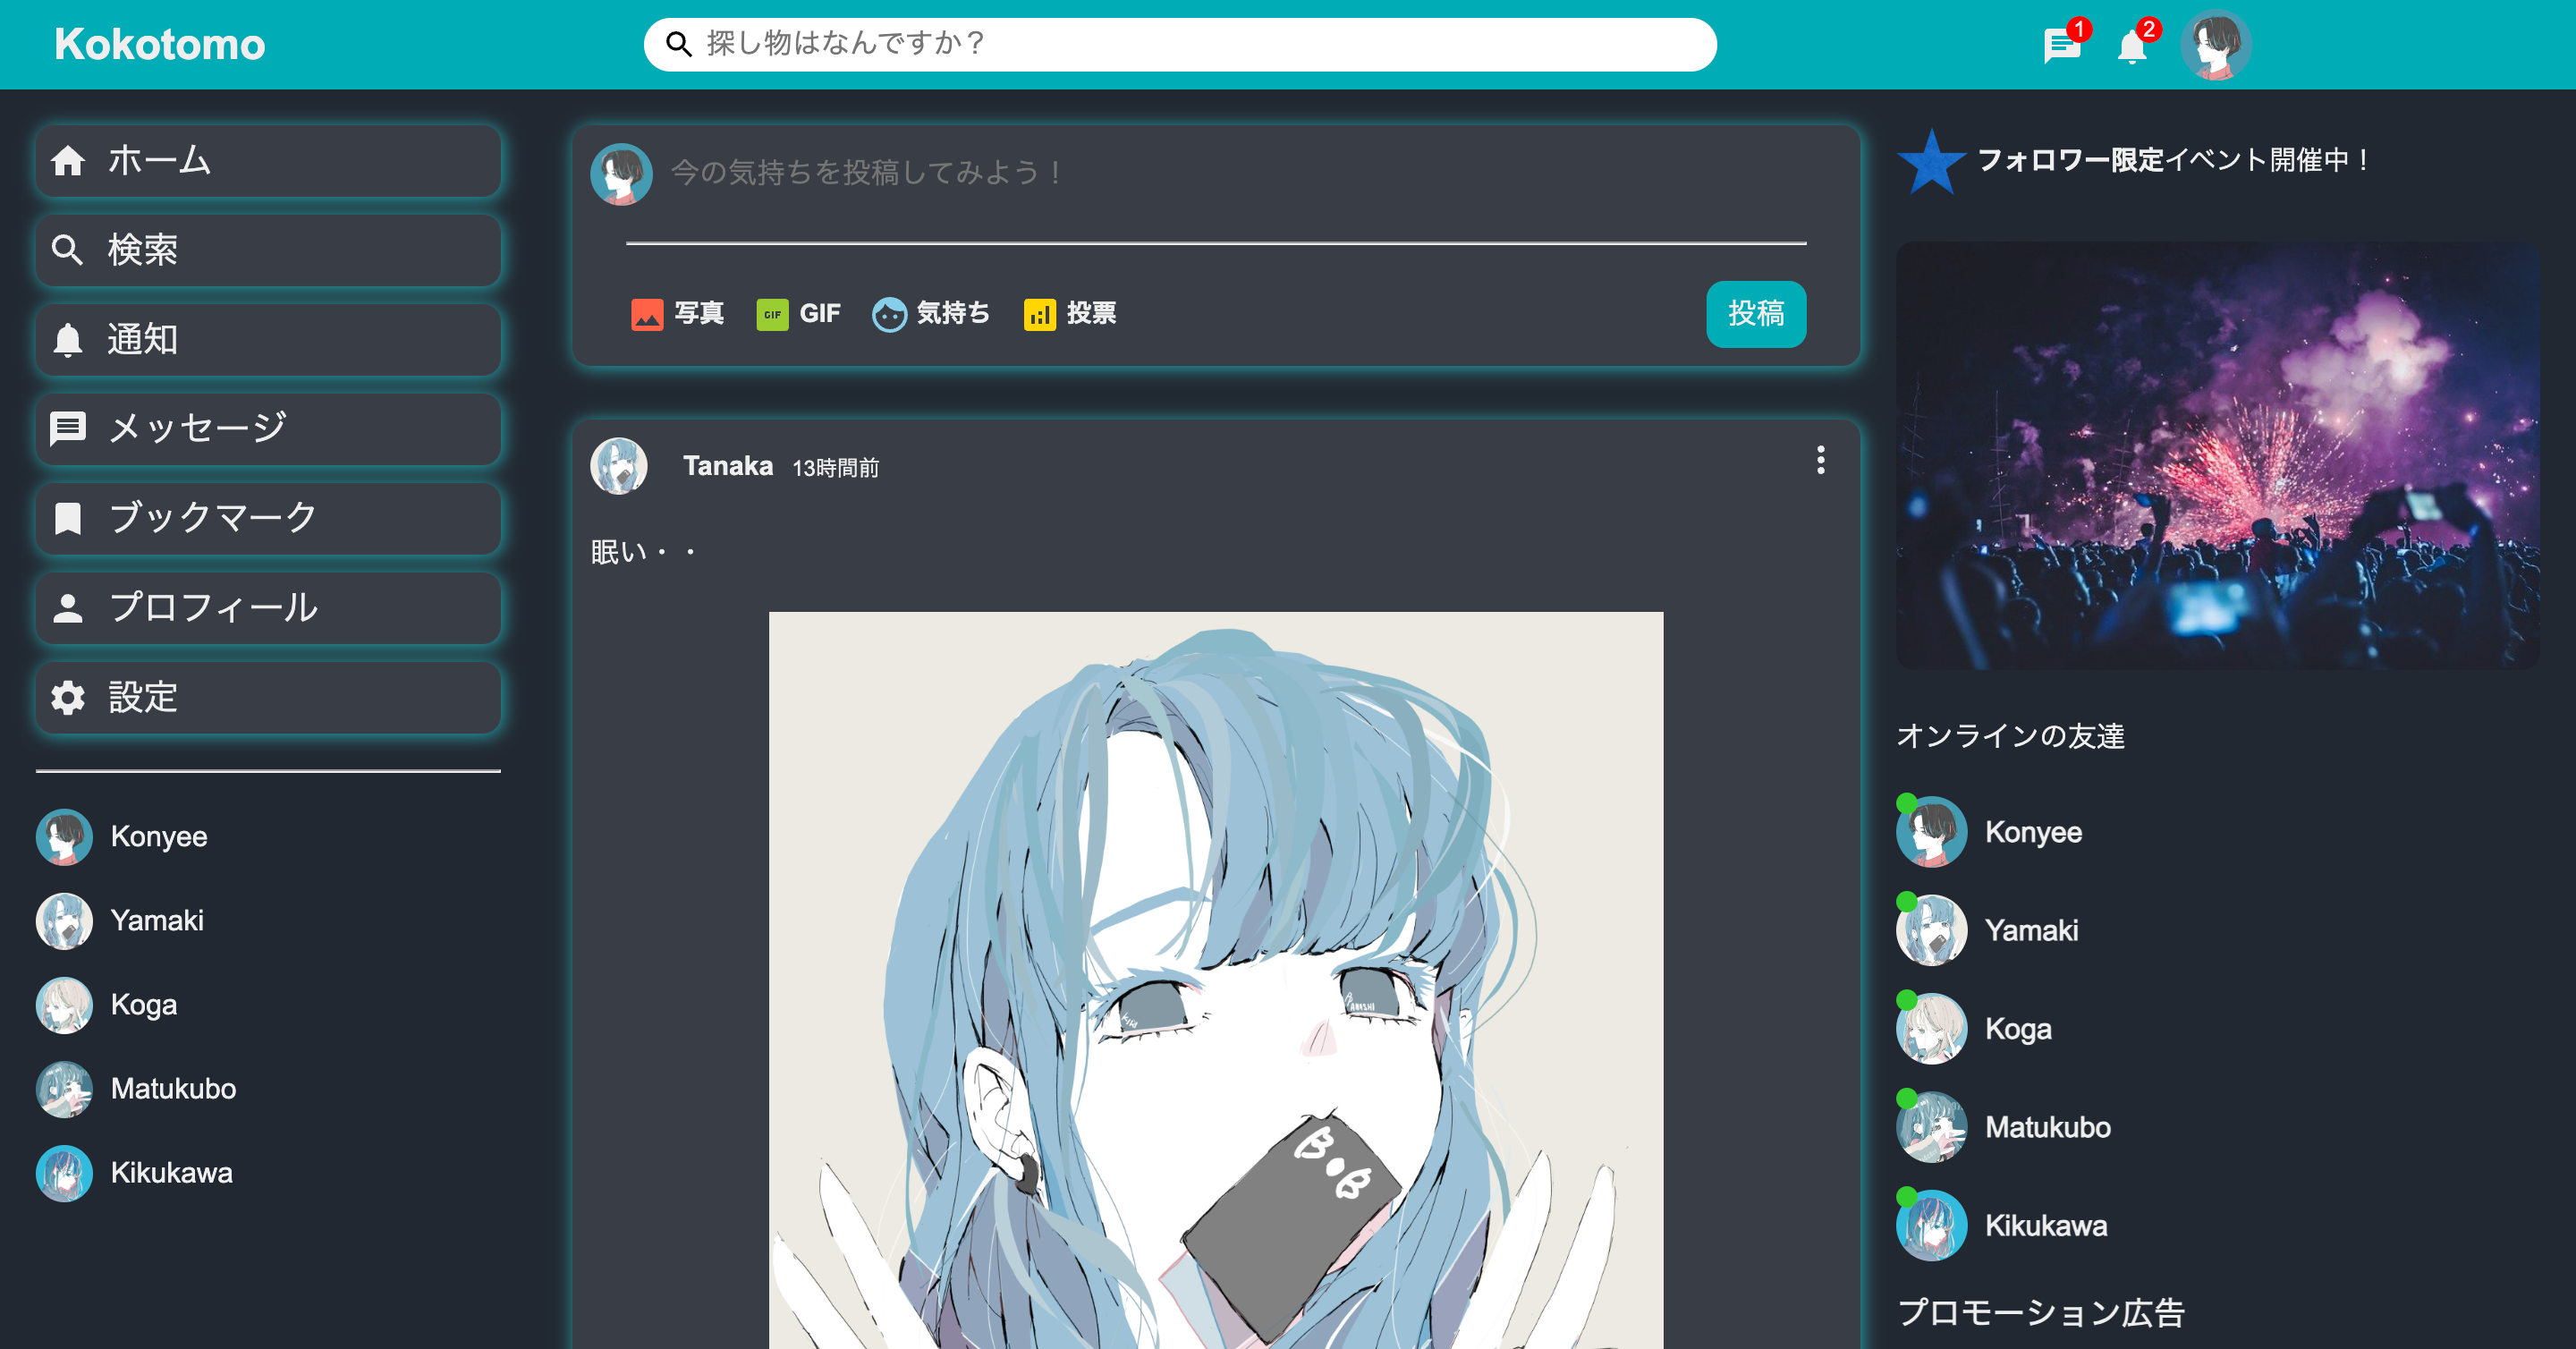 Kokotomo
探し物はなんですか？
1
2
ホーム
検索
通知
メッセージ
ブックマーク
プロフィール
設定
Konyee
Yamaki
Koga
Matukubo
Kikukawa
今の気持ちを投稿してみよう！
写真
GIF GIF
気持ち
投票
投稿
Tanaka 13時間前
眠い・・
B•B
フォロワー限定イベント開催中！
オンラインの友達
Konyee
Yamaki
Koga
Matukubo
Kikukawa
プロモーション広告